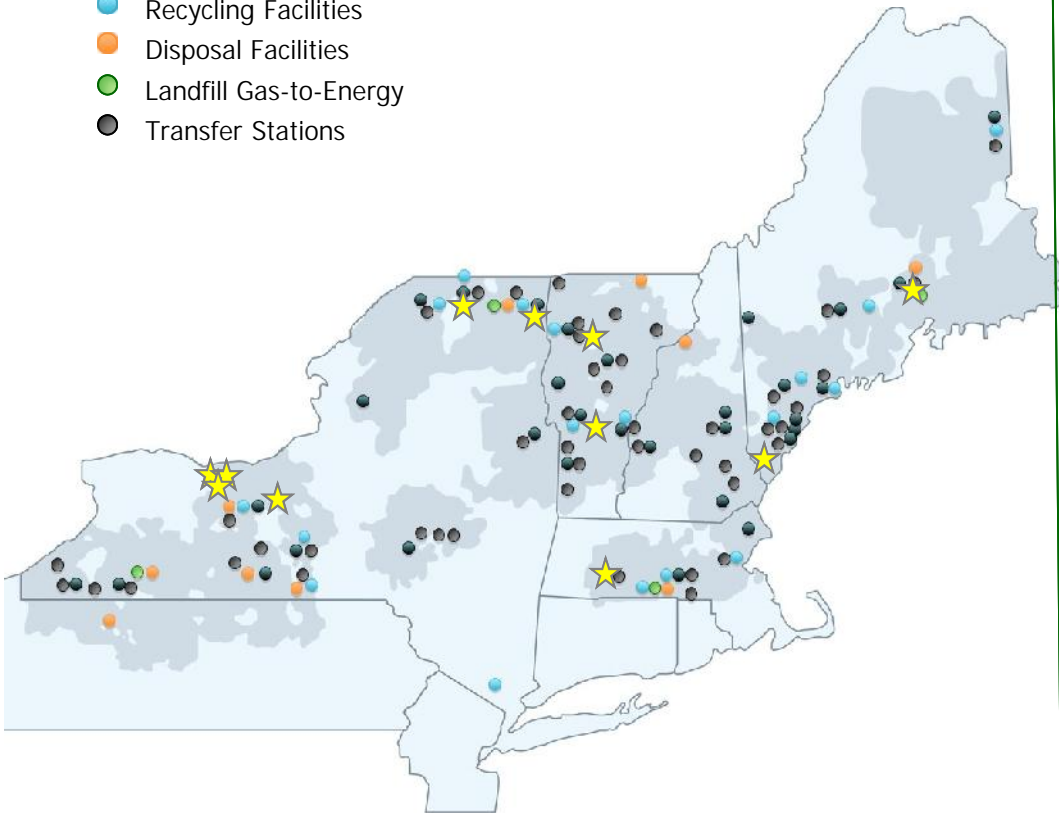 Recycling Facilities
Disposal Facilities
Landfill Gas-to-Energy
Transfer Stations